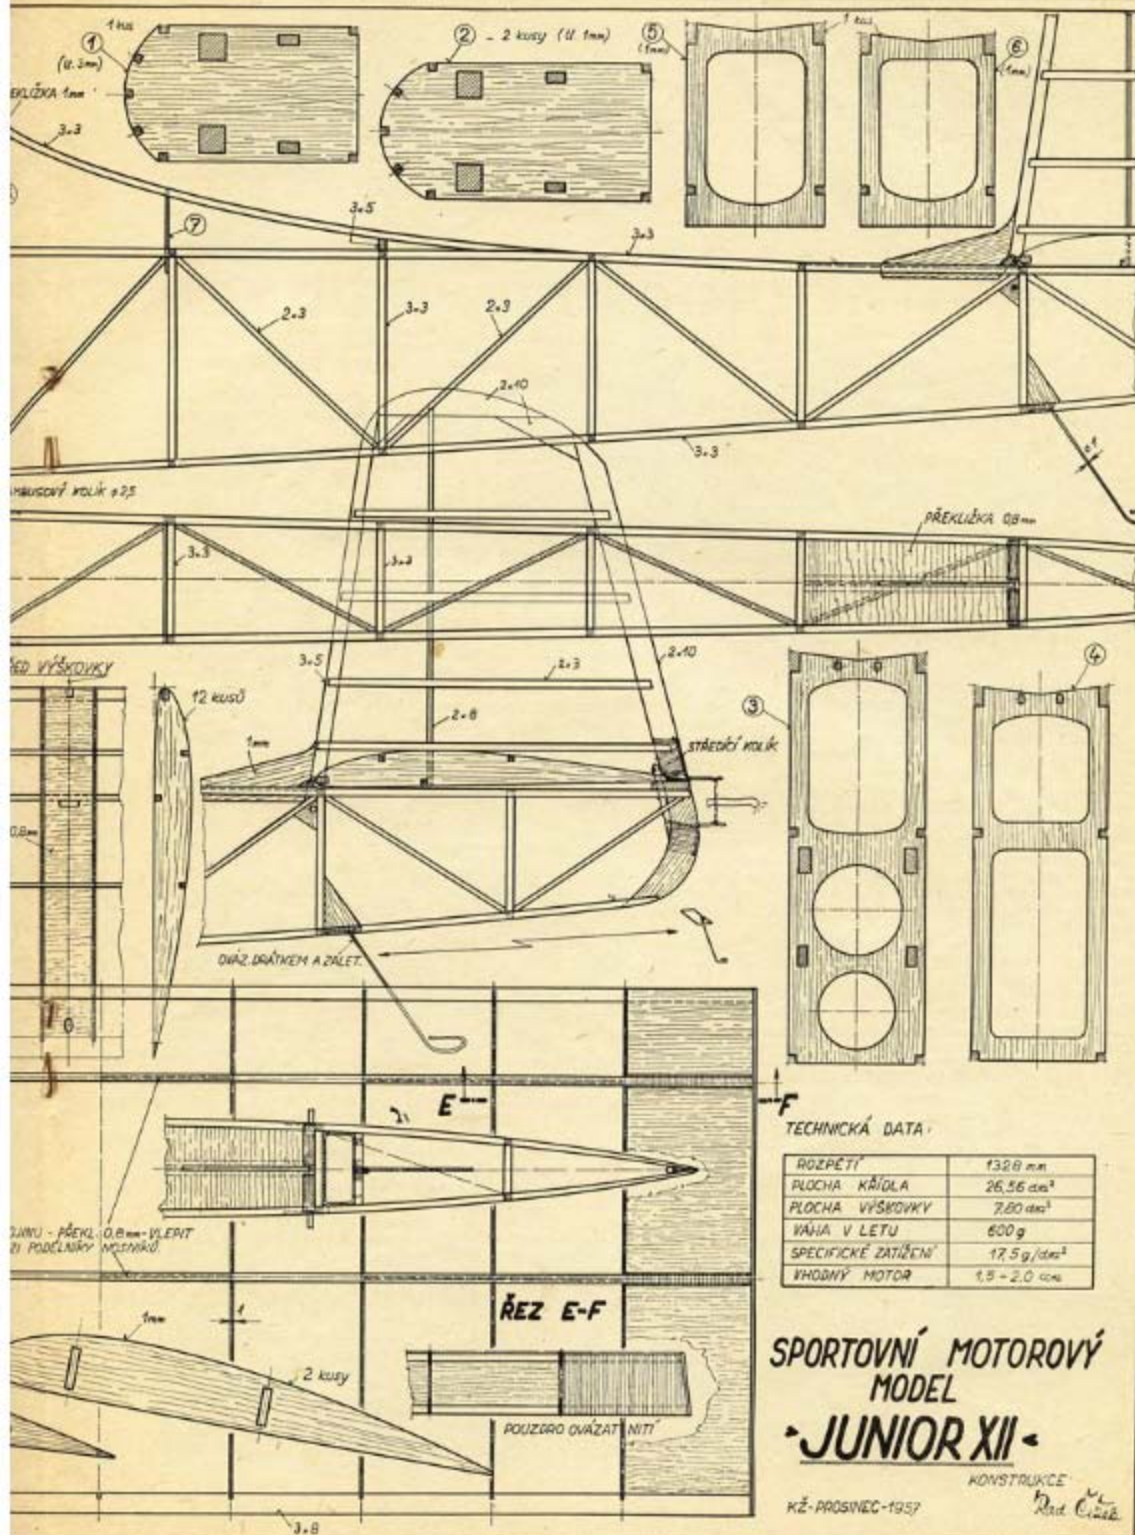 1 kus
1
(tl. 3mm)
2 - 2 kusy (tl. 1mm)
5
(1mm)
1 kus
6
(1mm)
1mm
3×3
7
3×5
3×3
2×3
3×3
2×3
2×10
3×3
KOLÍK ø 2,5
PŘEKLIŽKA 0,8mm
3×3
3×3
VÝŠKOVKY
12 kusů
3×5
2×3
2×10
2×8
1mm
STŘEDÍCÍ KOLÍK
3
4
0,8mm
OVÁZ. DRÁTKEM A ZALET.
E
F
TECHNICKÁ DATA:
ROZPĚTÍ 1328 mm
PLOCHA KŘÍDLA 26,56 dm²
PLOCHA VÝŠKOVKY 7,80 dm²
VÁHA V LETU 600 g
SPECIFICKÉ ZATÍŽENÍ 17,5 g/dm²
VHODNÝ MOTOR 1,5 - 2,0 ccm
PŘEKL. 0,8mm - VLEPIT
PODÉLNÍKY NOSNÍKŮ
1mm
1
ŘEZ E-F
2 kusy
POUZDRO OVÁZAT NITÍ
3×8
SPORTOVNÍ MOTOROVÝ
MODEL
JUNIOR XII
KONSTRUKCE
Rad. Čížek
KŽ-PROSINEC-1957